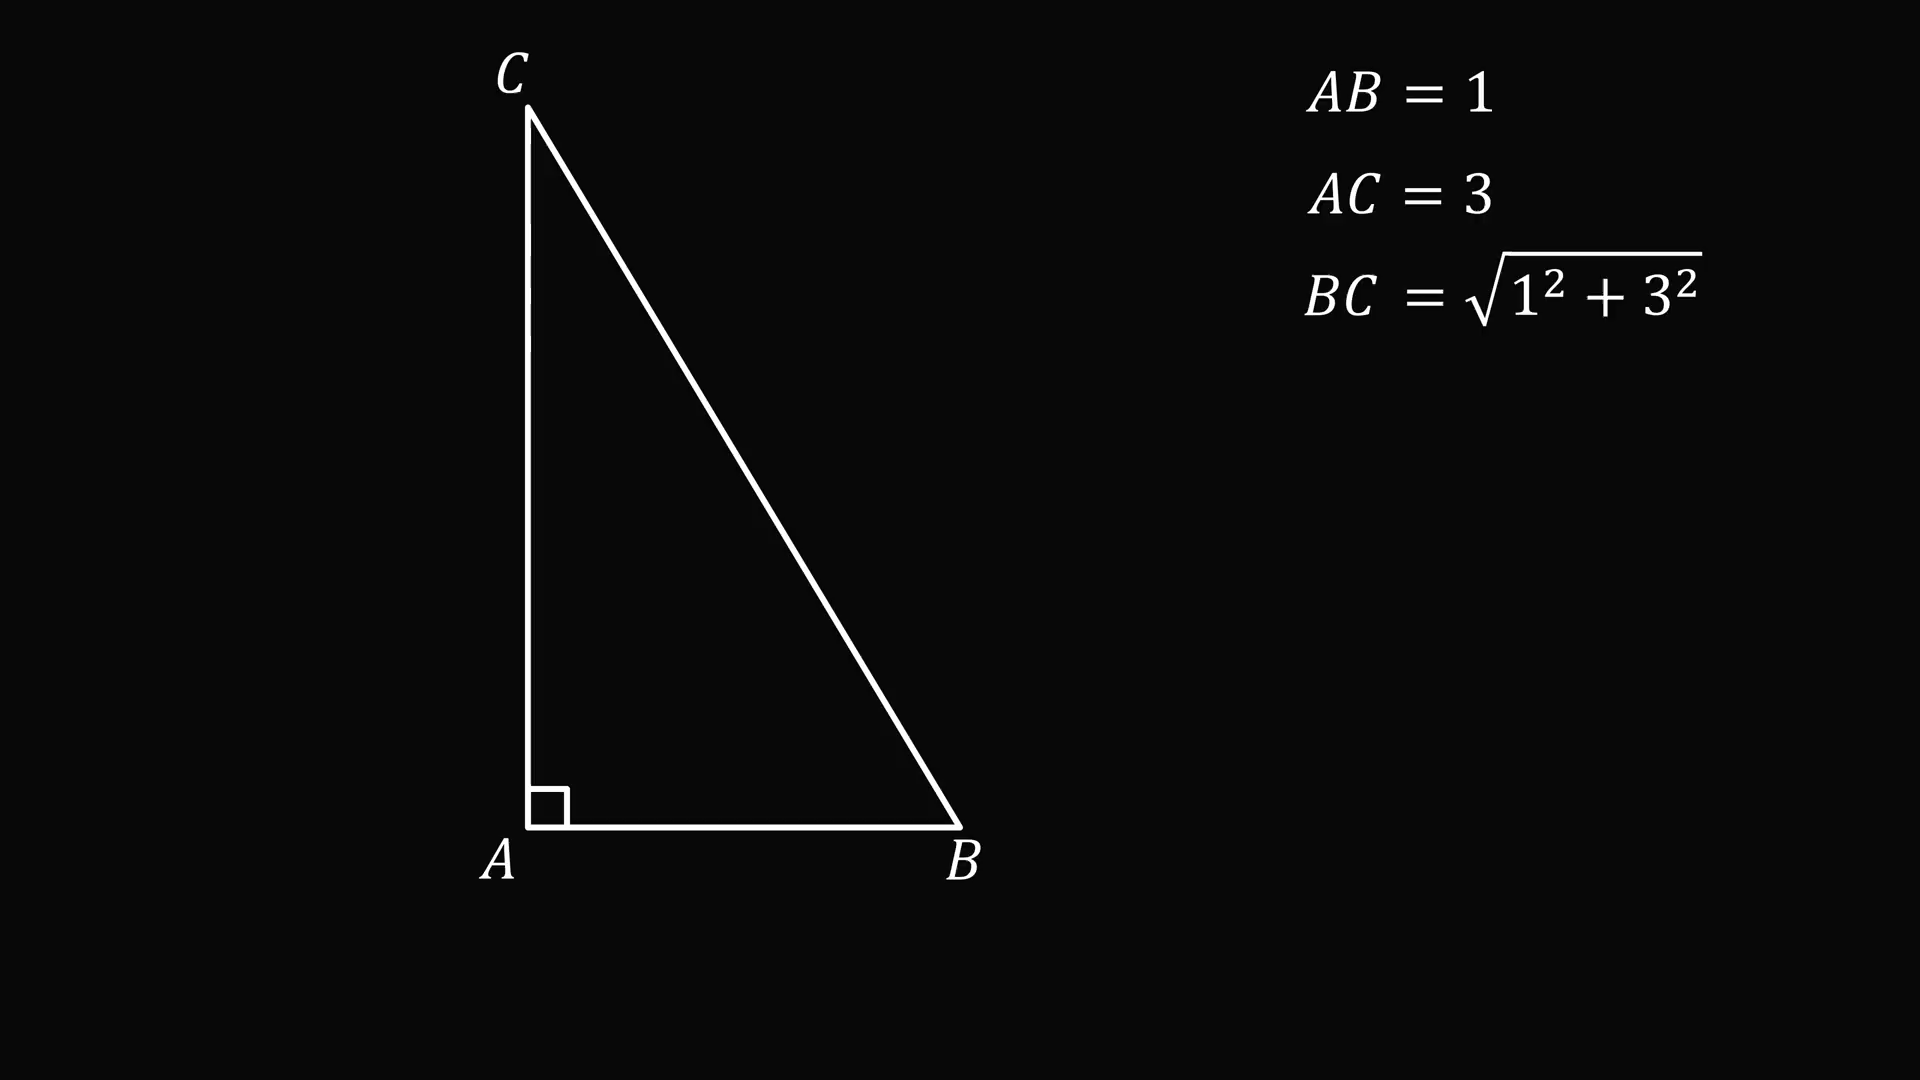 C
AB = 1
AC = 3
BC = √1² + 3²
A
B